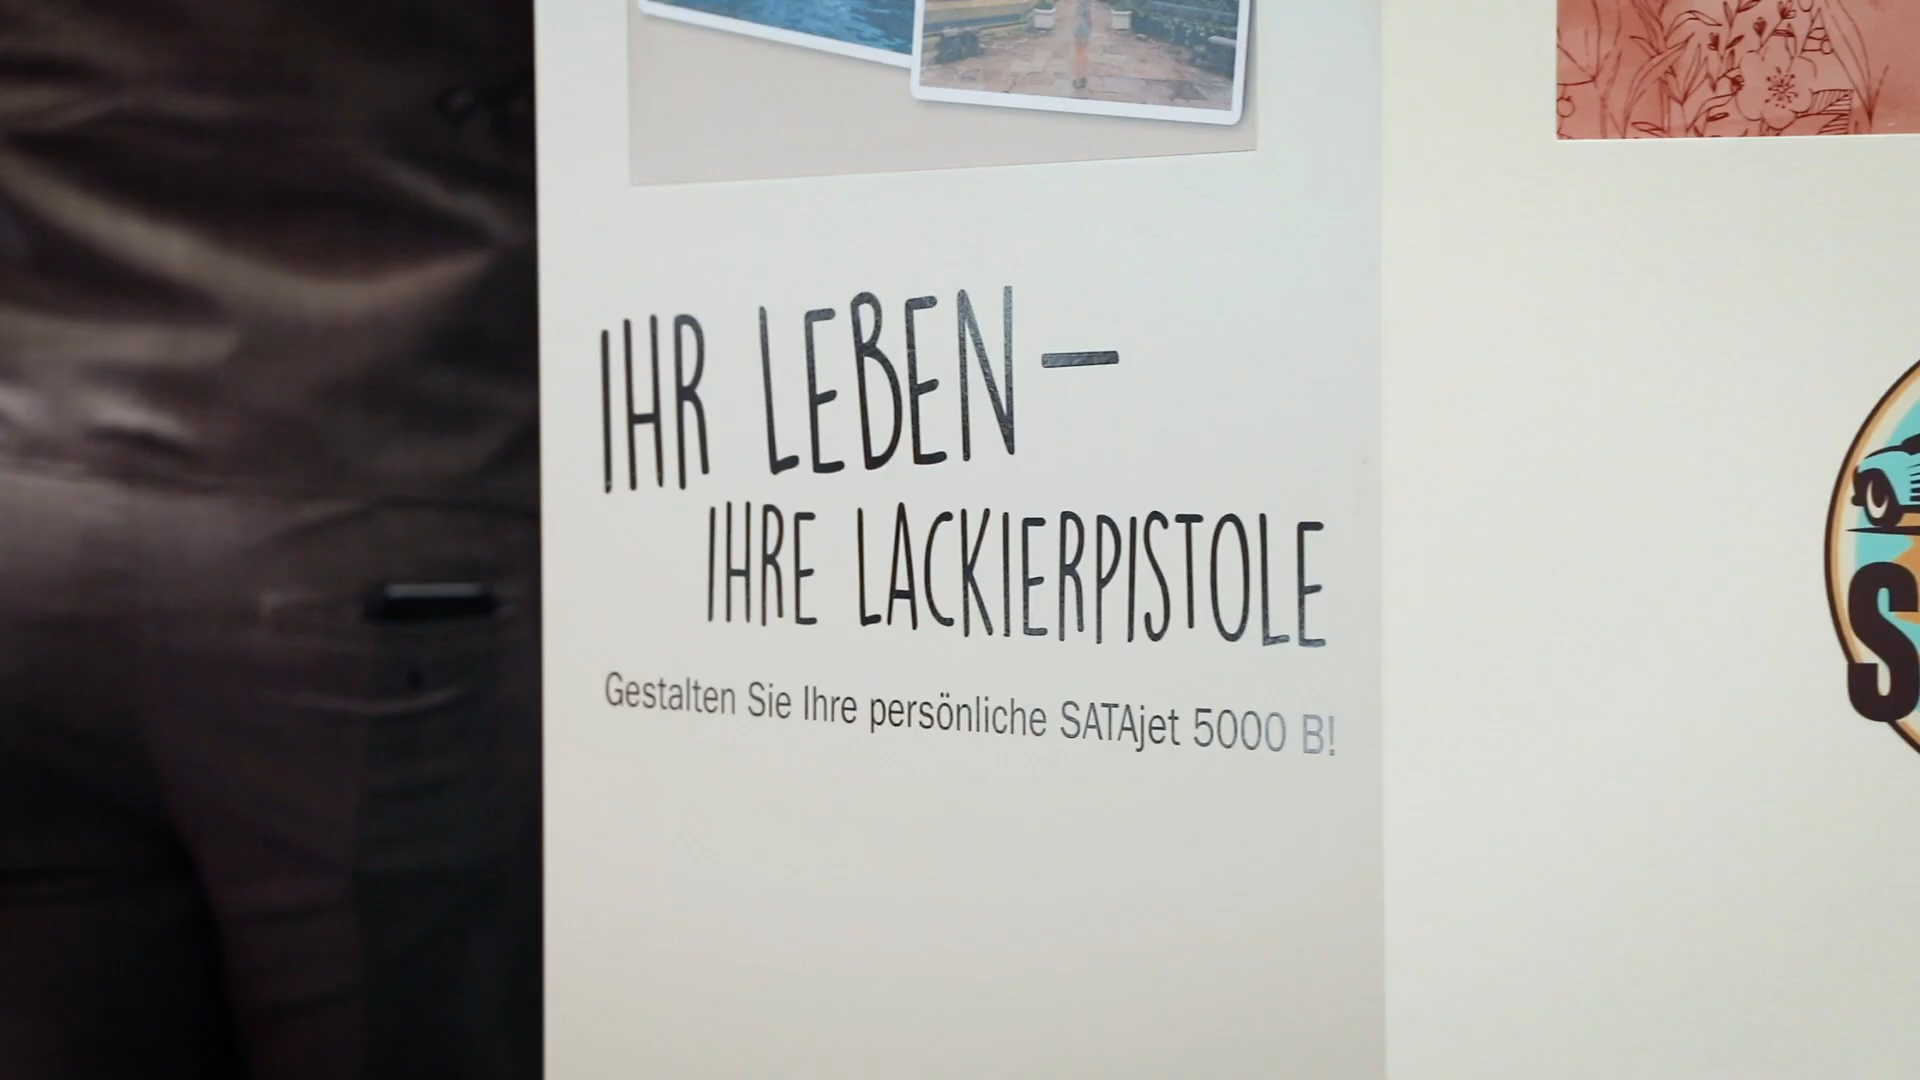 IHR LEBEN –
IHRE LACKIERPISTOLE
Gestalten Sie Ihre persönliche SATAjet 5000 B!
S